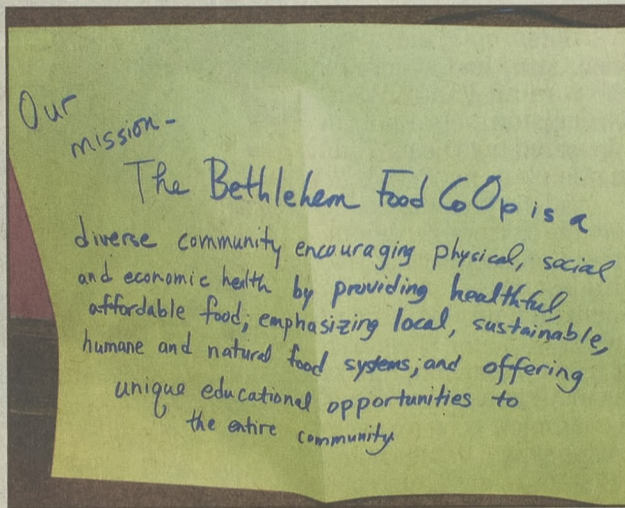 Our
mission-
The Bethlehem Food CoOp is a
diverse community encouraging physical, social
and economic health by providing healthful,
affordable food; emphasizing local, sustainable,
humane and natural food systems; and offering
unique educational opportunities to
the entire community.